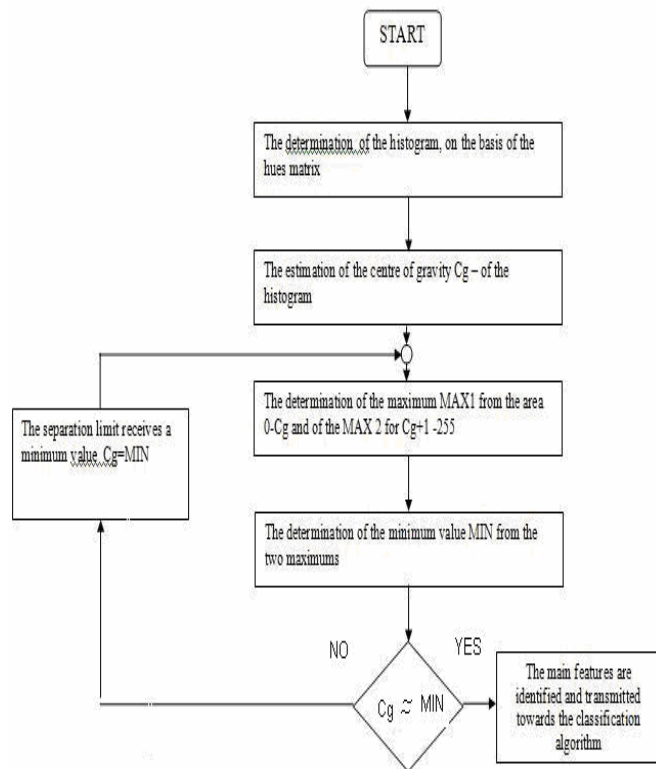 START
The determination of the histogram, on the basis of the
hues matrix
The estimation of the centre of gravity Cg – of the
histogram
The determination of the maximum MAX1 from the area
0-Cg and of the MAX 2 for Cg+1 -255
The separation limit receives a
minimum value Cg=MIN
The determination of the minimum value MIN from the
two maximums
NO
YES
Cg ≈ MIN
The main features are
identified and transmitted
towards the classification
algorithm